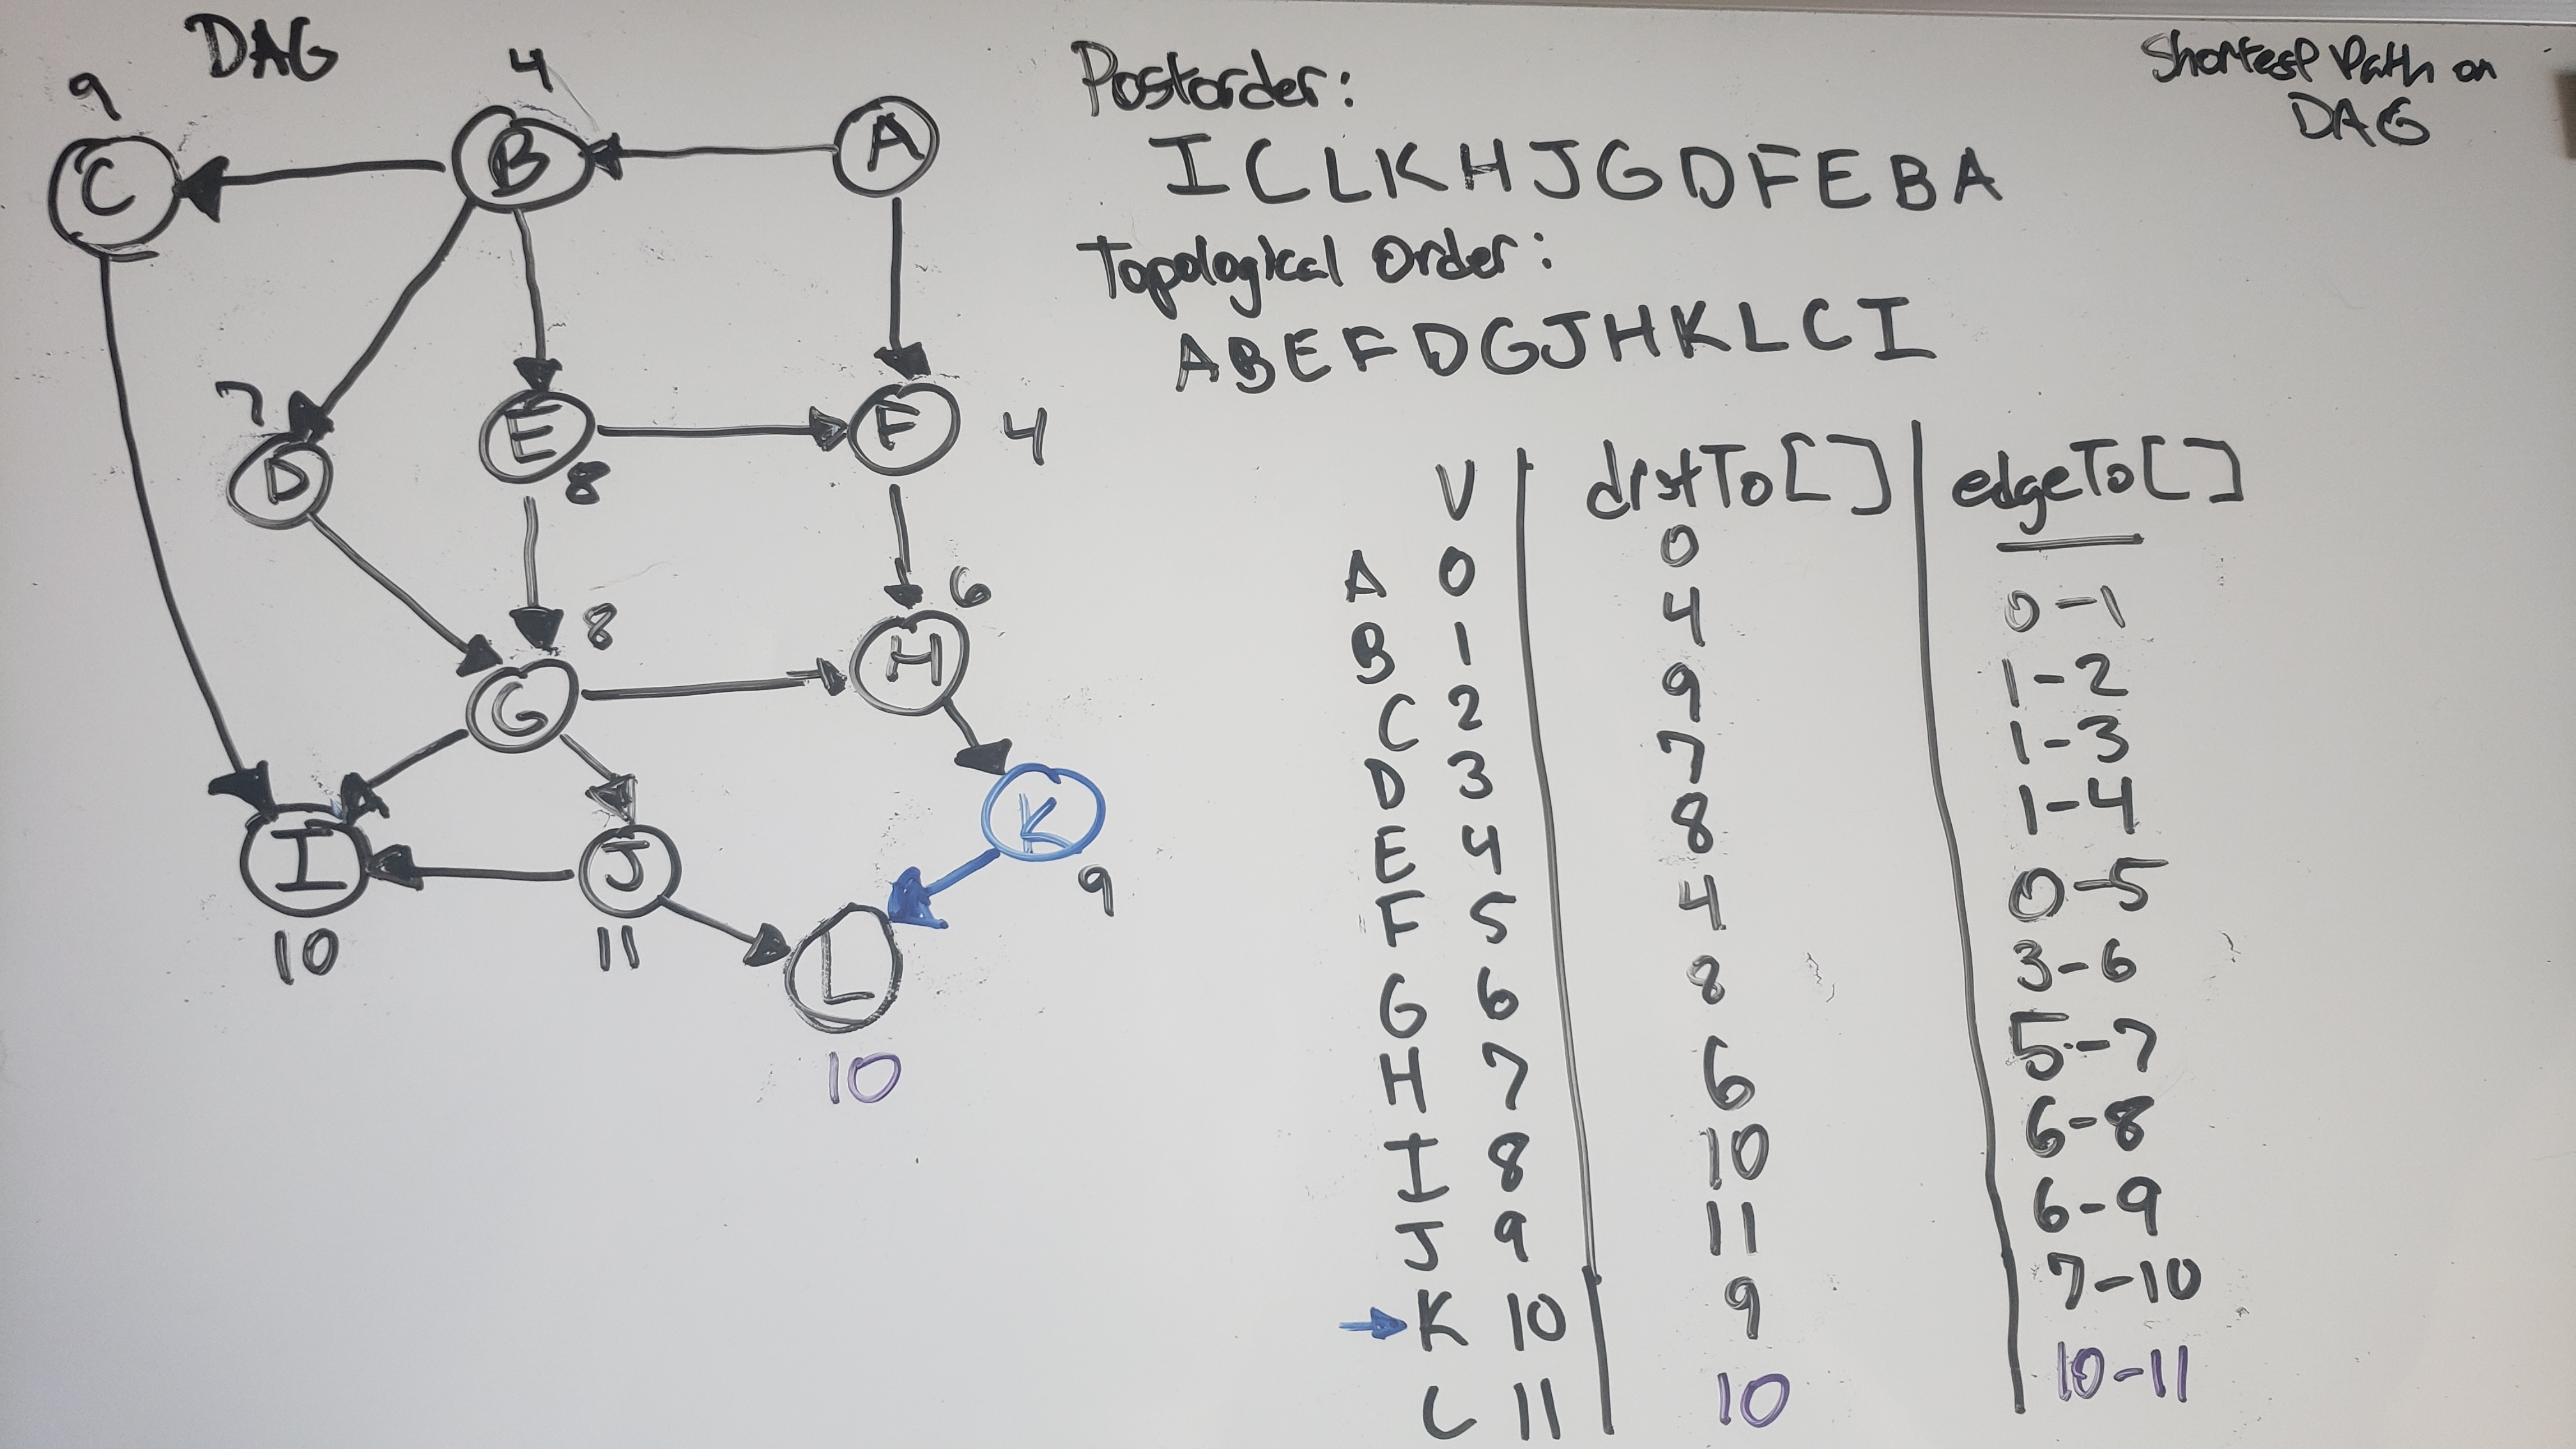 DAG
9
4
C
B
A
7
D
E
8
F
4
8
G
H
6
I
10
J
11
K
9
L
10
Postorder:
I C L K H J G D F E B A
Topological Order:
A B E F D G J H K L C I
Shortest Path on
DAG
V distTo[] edgeTo[]
A 0 0 —
B 1 4 0-1
C 2 9 1-2
D 3 7 1-3
E 4 8 1-4
F 5 4 0-5
G 6 8 3-6
H 7 6 5-7
I 8 10 6-8
J 9 11 6-9
→ K 10 9 7-10
L 11 10 10-11